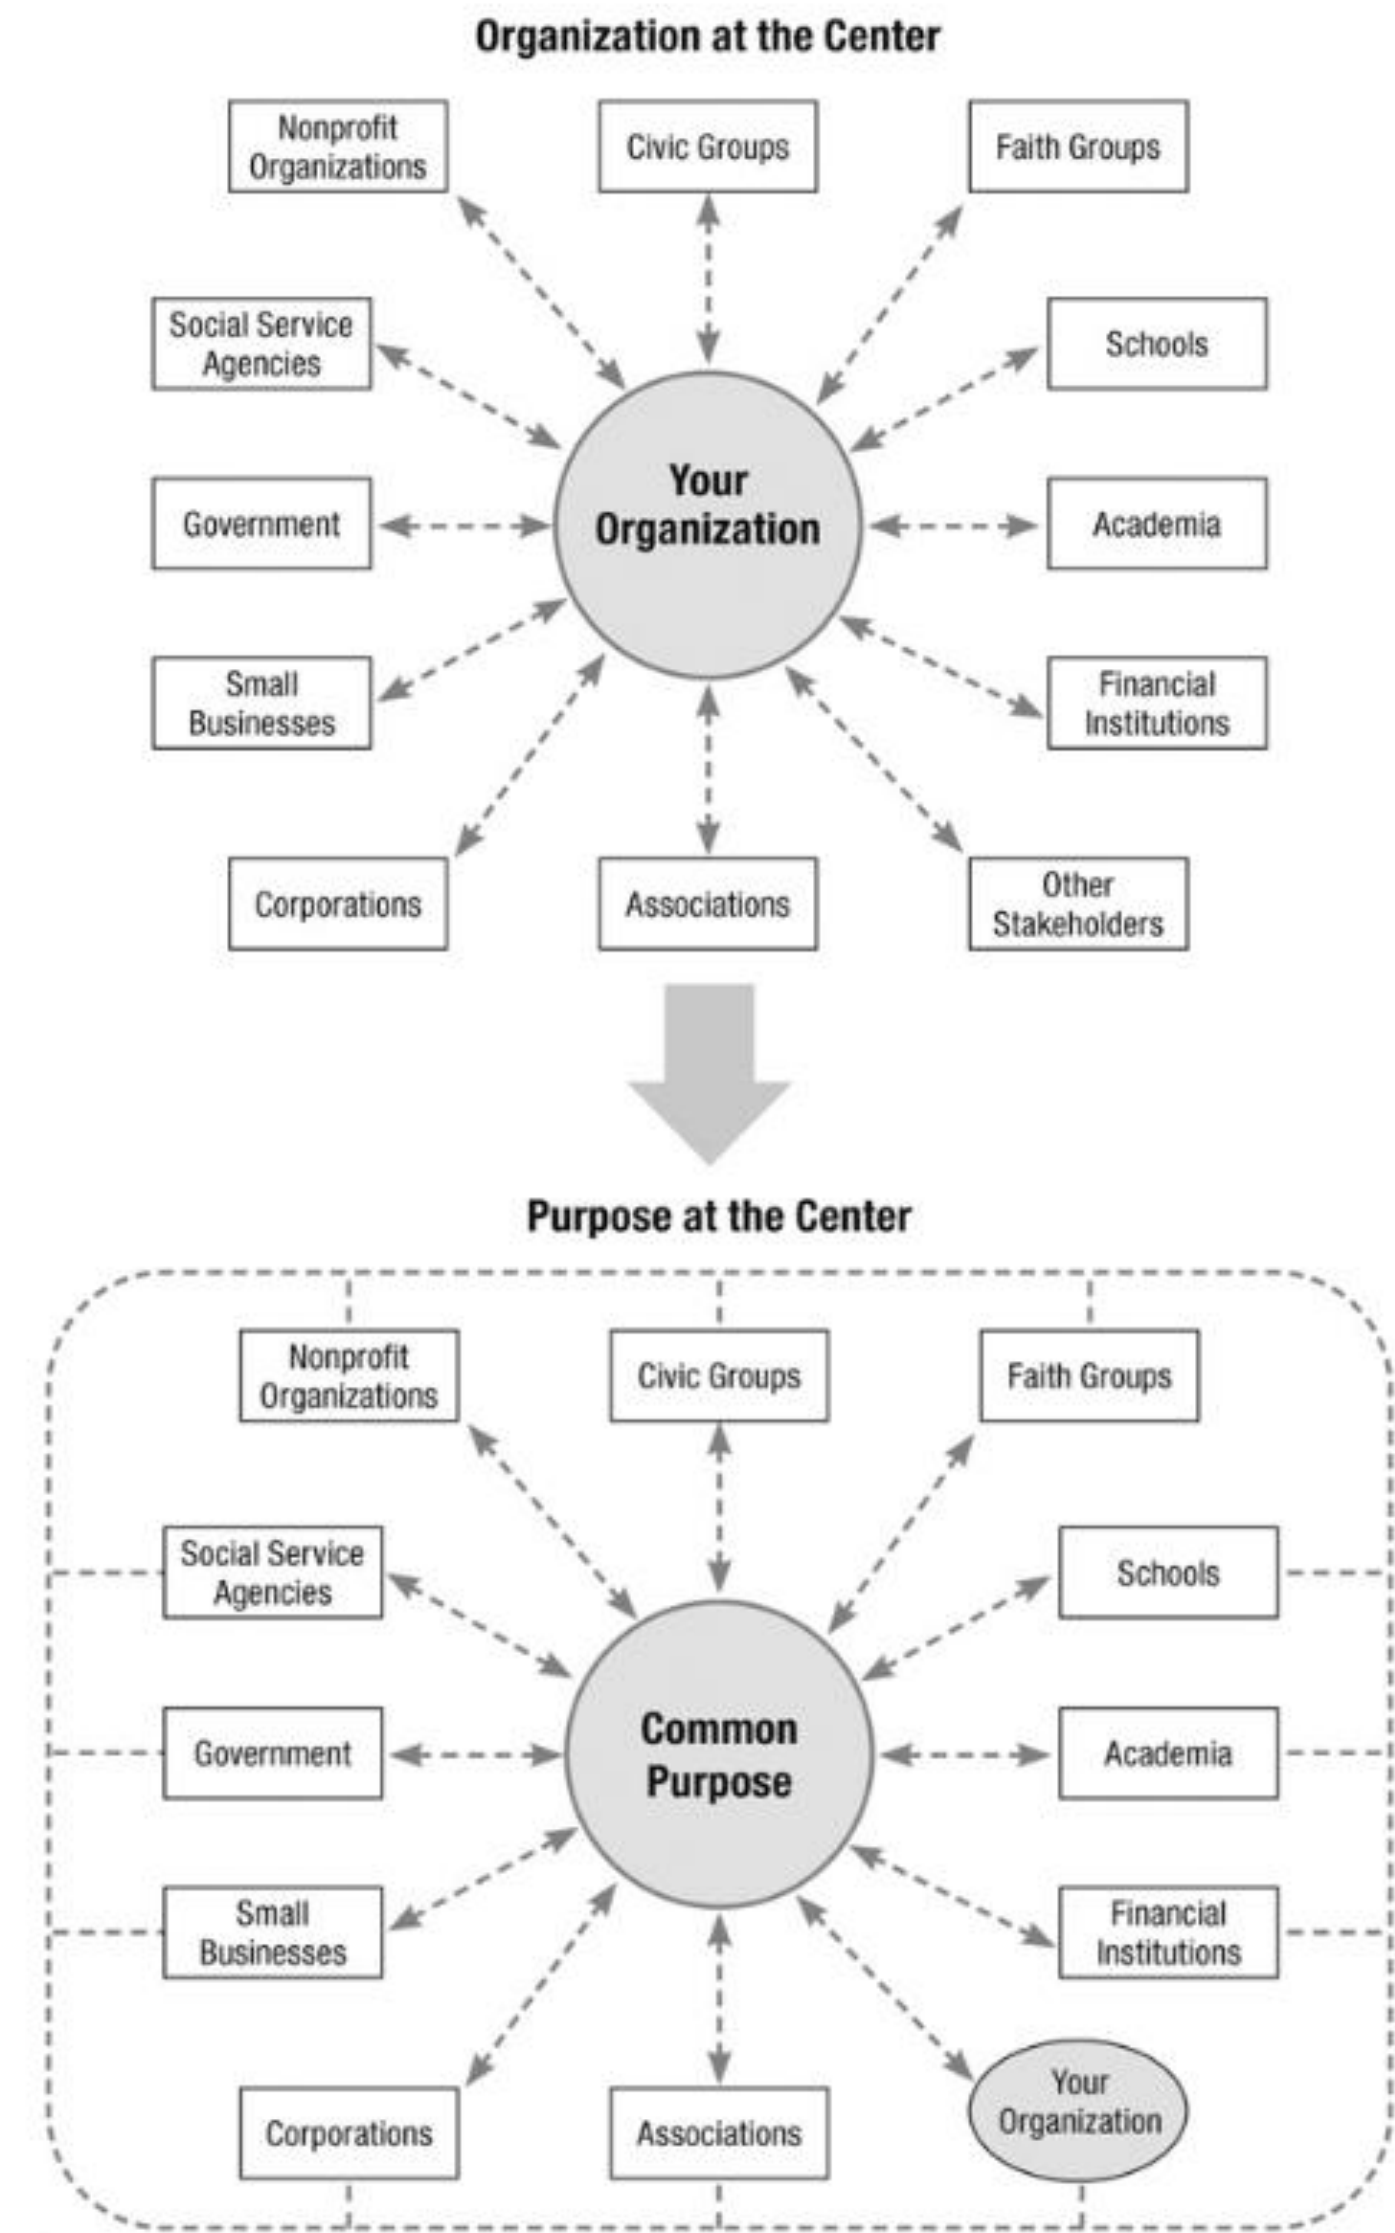 Organization at the Center
Nonprofit
Organizations
Civic Groups
Faith Groups
Social Service
Agencies
Schools
Your
Organization
Government
Academia
Small
Businesses
Financial
Institutions
Corporations
Associations
Other
Stakeholders
Purpose at the Center
Nonprofit
Organizations
Civic Groups
Faith Groups
Social Service
Agencies
Schools
Common
Purpose
Government
Academia
Small
Businesses
Financial
Institutions
Corporations
Associations
Your
Organization